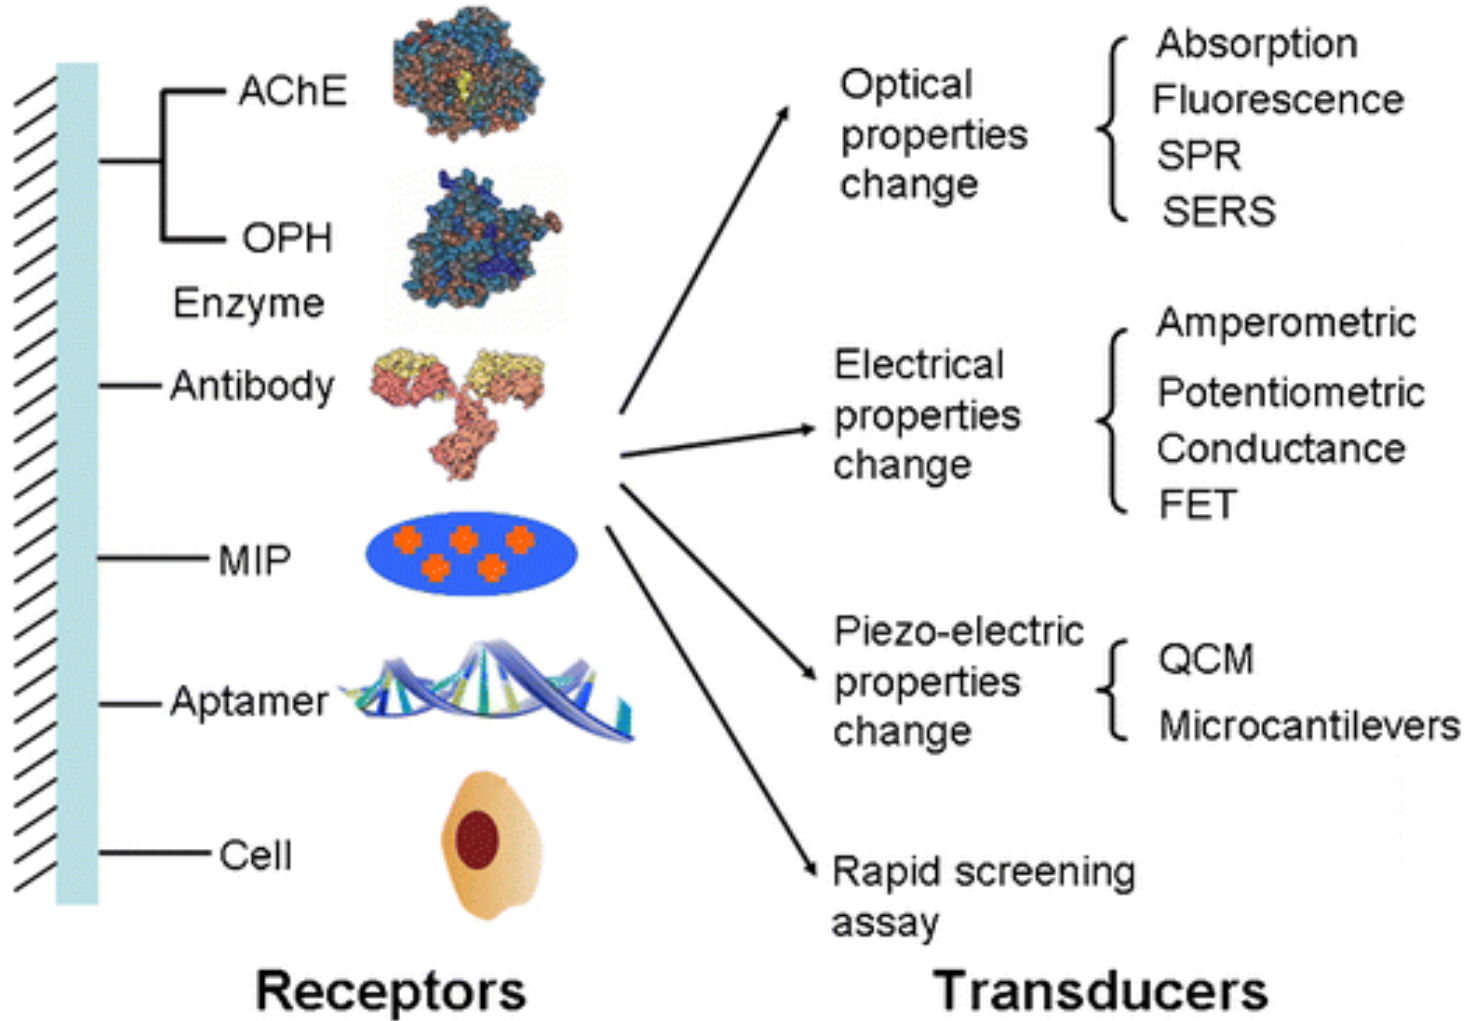 AChE
OPH
Enzyme
Antibody
MIP
Aptamer
Cell
Receptors
Optical
properties
change
Absorption
Fluorescence
SPR
SERS
Electrical
properties
change
Amperometric
Potentiometric
Conductance
FET
Piezo-electric
properties
change
QCM
Microcantilevers
Rapid screening
assay
Transducers